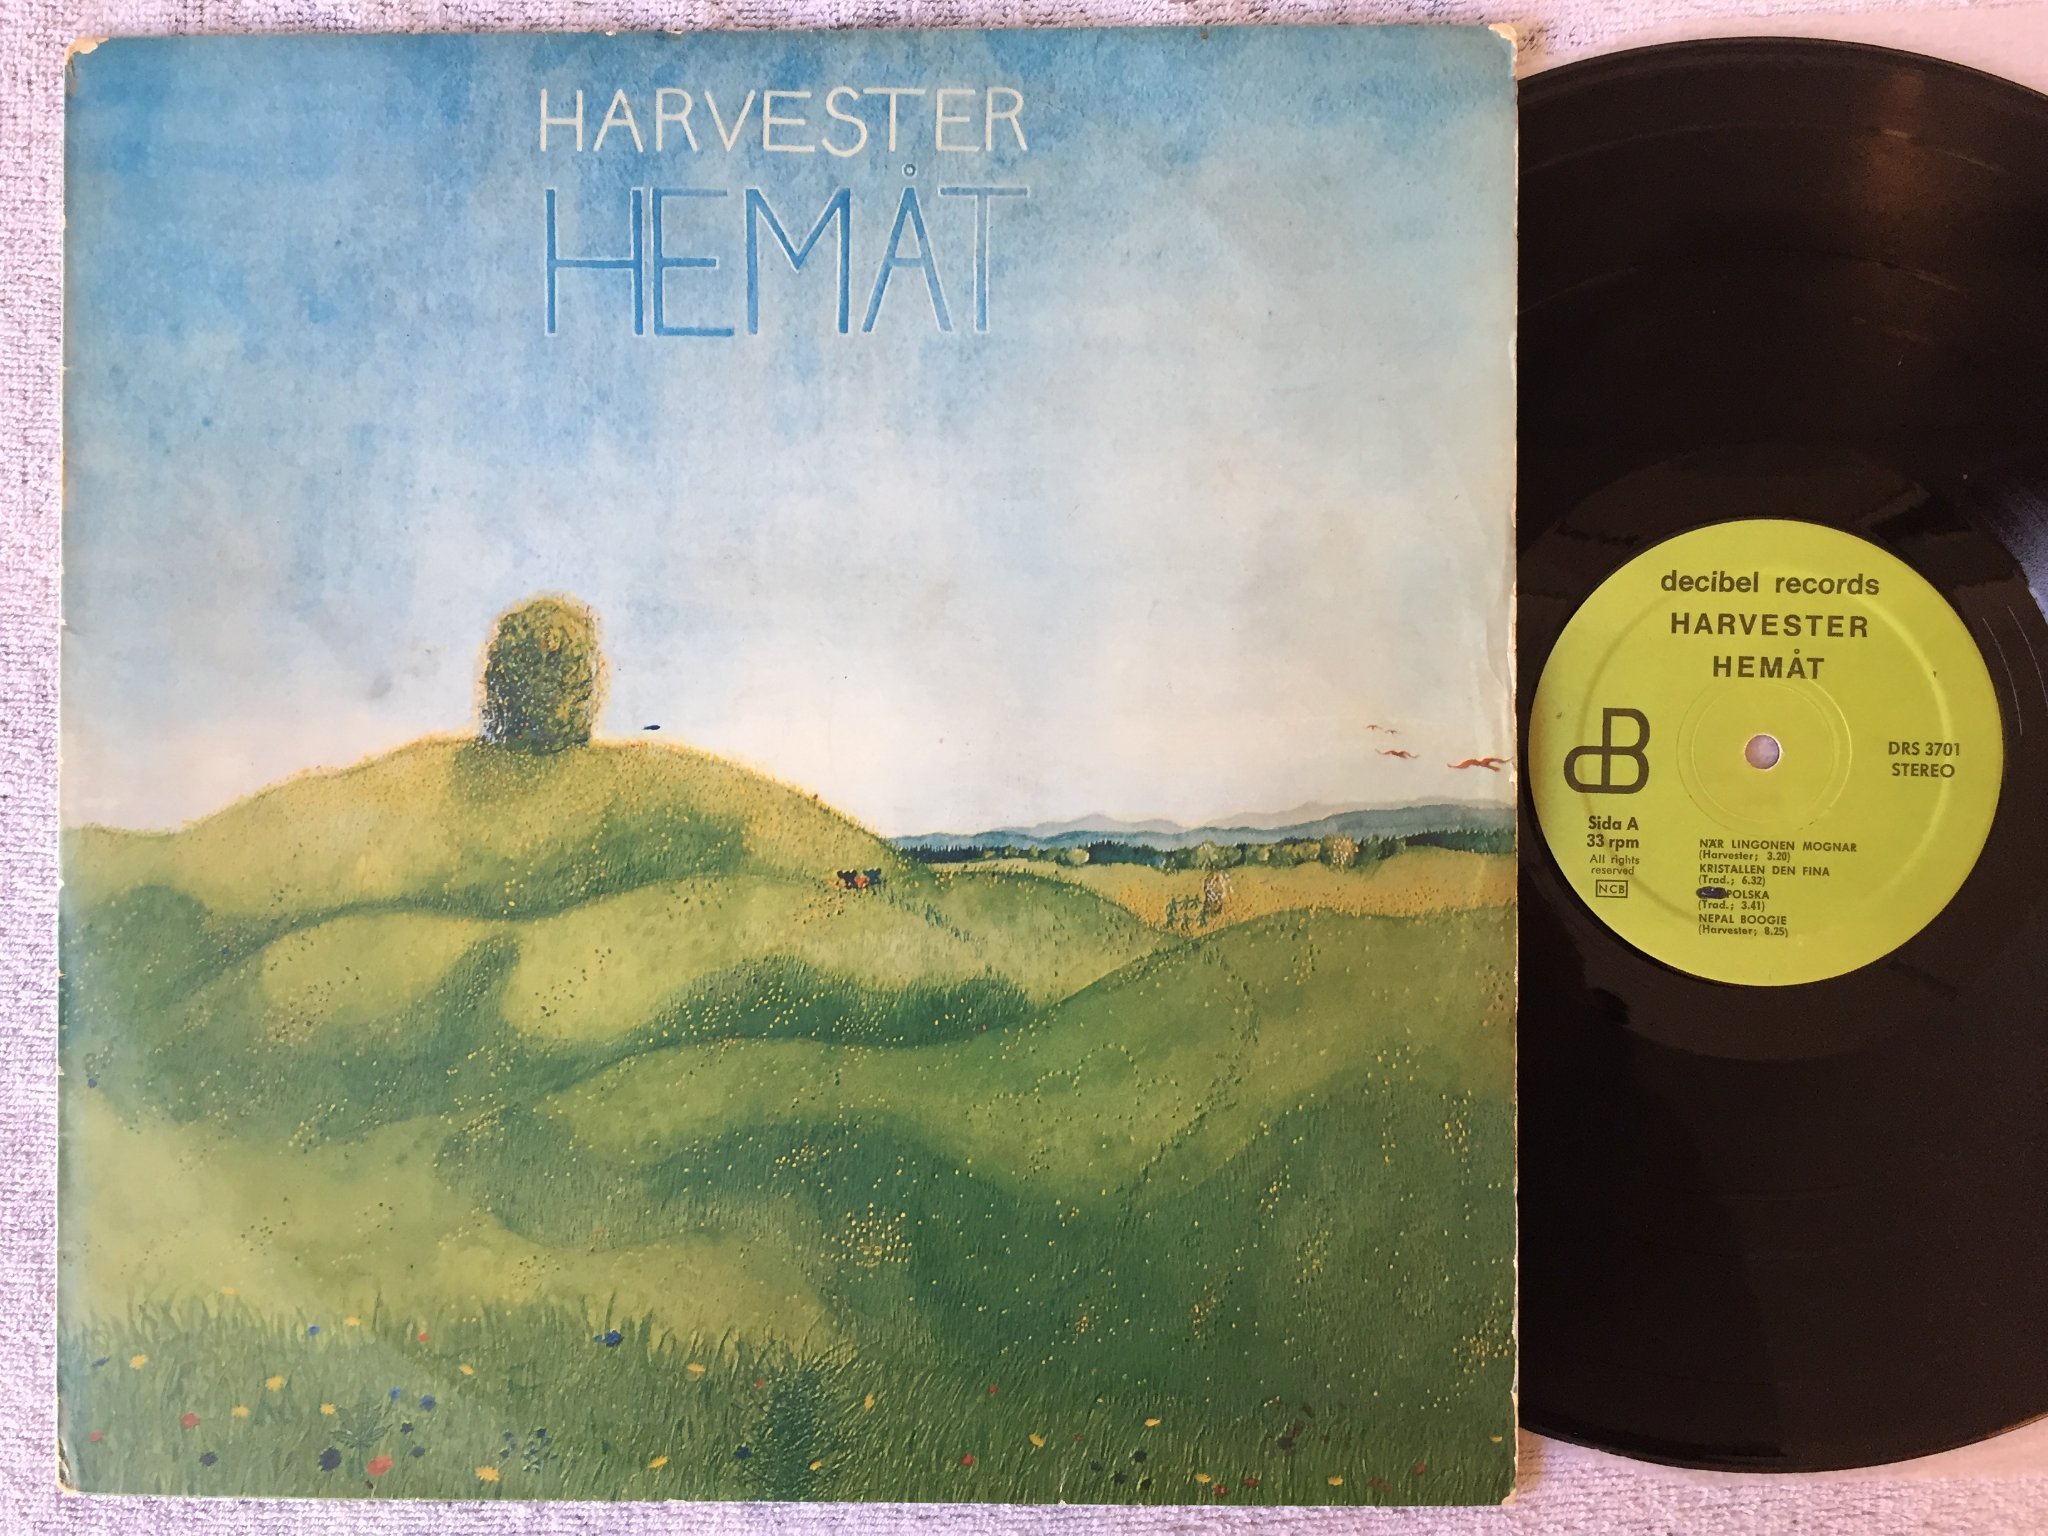 HARVESTER
HEMÅT
decibel records
HARVESTER
HEMÅT
dB
DRS 3701
STEREO
Sida A
33 rpm
All rights
reserved
NCB
NÄR LINGONEN MOGNAR
(Harvester; 3.20)
KRISTALLEN DEN FINA
(Trad.; 6.32)
POLSKA
(Trad.; 3.41)
NEPAL BOOGIE
(Harvester; 8.25)